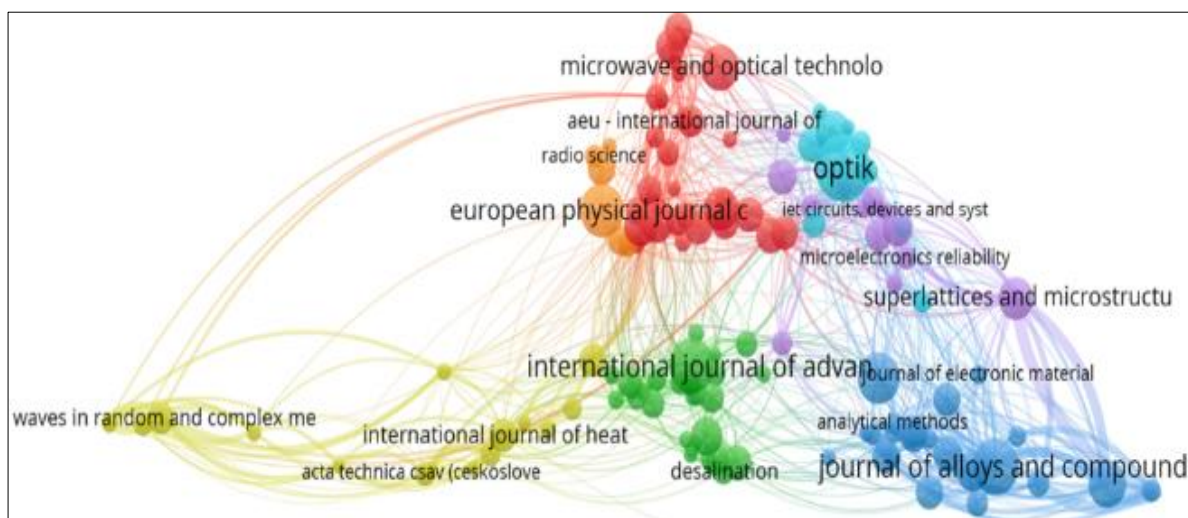 microwave and optical technolo
aeu - international journal of
radio science
optik
european physical journal c
iet circuits, devices and syst
microelectronics reliability
superlattices and microstructu
international journal of advan
journal of electronic material
waves in random and complex me
international journal of heat
analytical methods
acta technica csav (ceskoslove
desalination
journal of alloys and compound